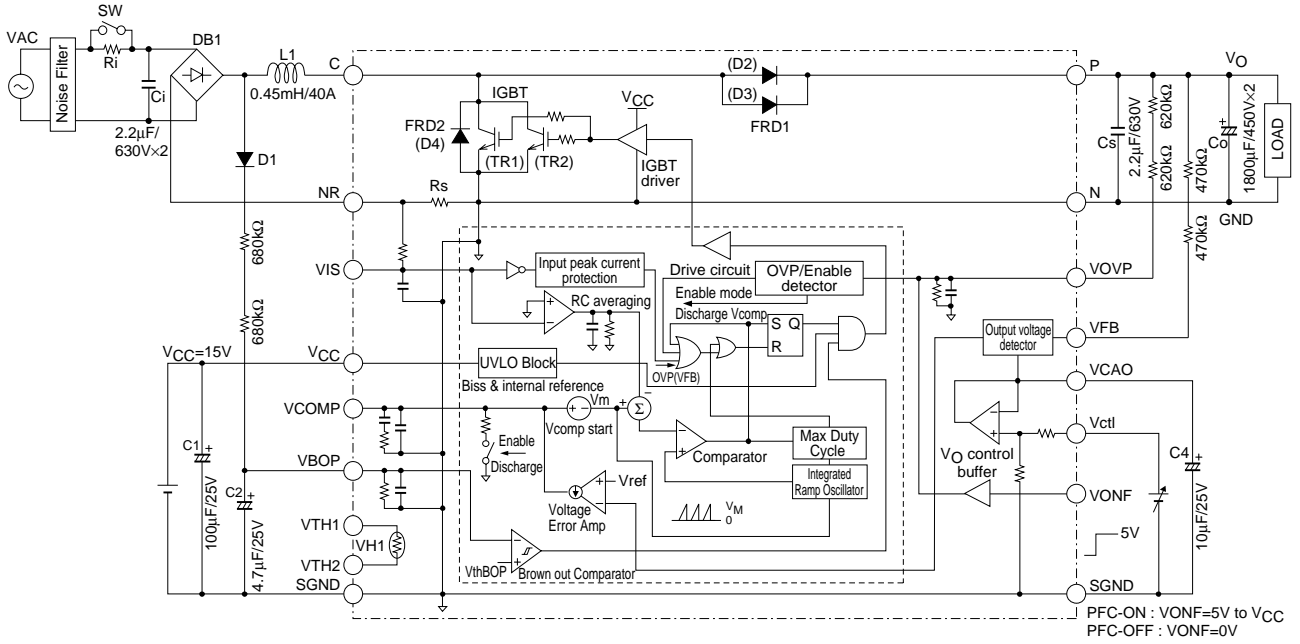 SW
VAC
Noise Filter
Ri
Ci
2.2μF/
630V×2
DB1
L1
0.45mH/40A
D1
680kΩ
680kΩ
C
NR
VIS
VCC=15V
VCC
VCOMP
VBOP
VTH1
VTH2
SGND
VH1
C1
100μF/25V
C2
4.7μF/25V
Rs
IGBT
FRD2
(D4)
(TR1)
(TR2)
VCC
IGBT
driver
(D2)
(D3)
FRD1
Input peak current
protection
RC averaging
Drive circuit
OVP/Enable
detector
Enable mode
Discharge Vcomp
S Q
R
OVP(VFB)
UVLO Block
Biss & internal reference
Vm
Vcomp start
Σ
Comparator
Max Duty
Cycle
Integrated
Ramp Oscillator
VM
0
Enable
Discharge
Vref
Voltage
Error Amp
VthBOP
Brown out Comparator
P
N
VOVP
VFB
VCAO
Vctl
VONF
SGND
Output voltage
detector
VO control
buffer
VO
Cs
2.2μF/630V
620kΩ
620kΩ
470kΩ
470kΩ
Co
1800μF/450V×2
LOAD
GND
C4
10μF/25V
5V
PFC-ON : VONF=5V to VCC
PFC-OFF : VONF=0V